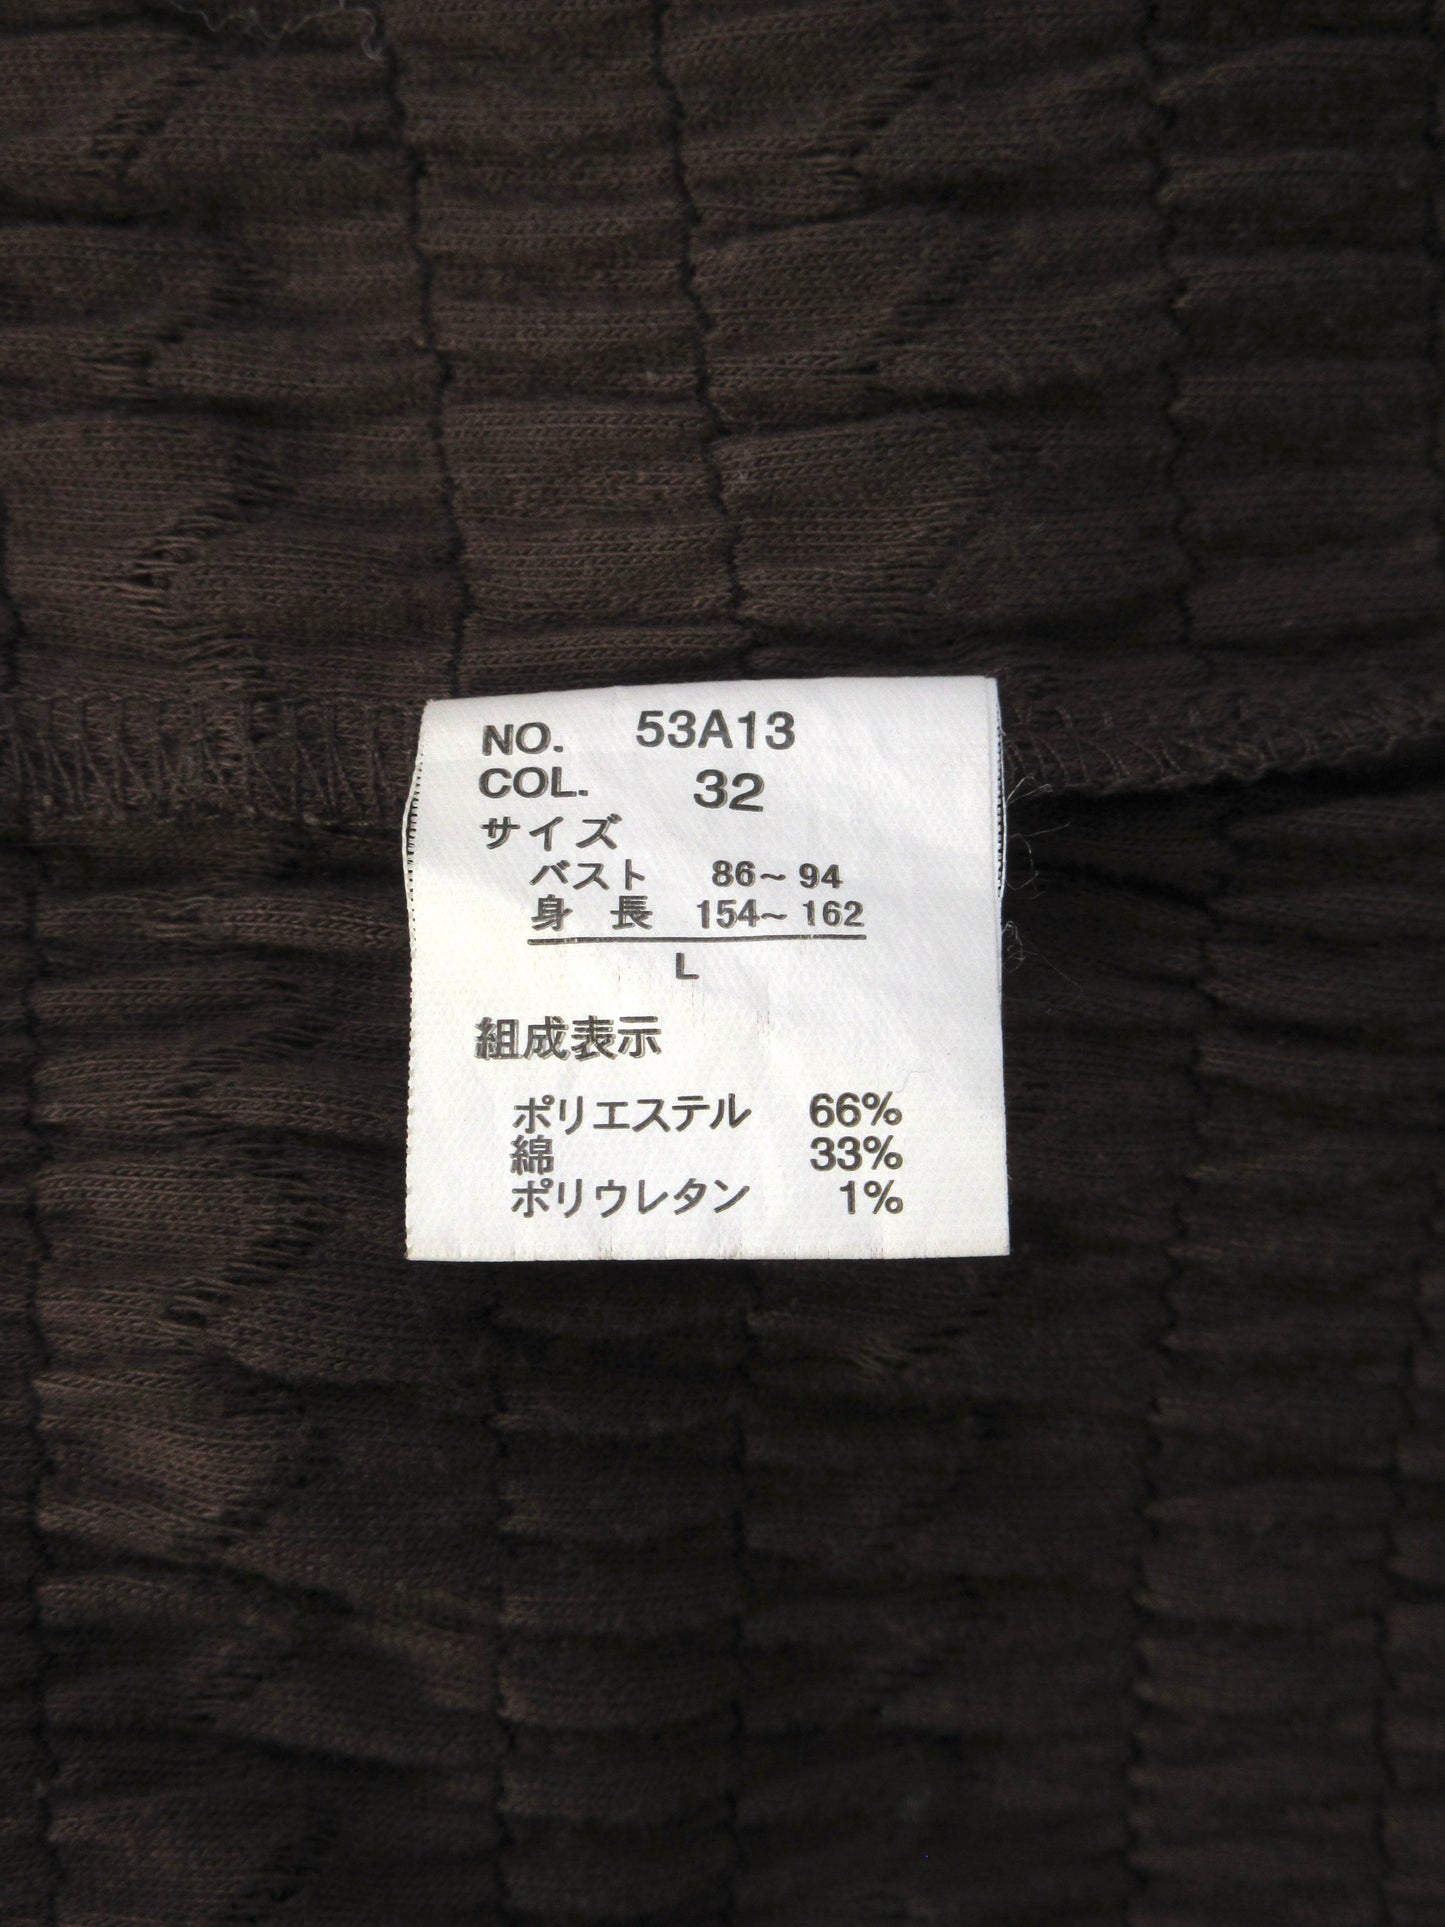 NO. 53A13
COL. 32
サイズ
バスト 86～94
身 長 154～162
L
組成表示
ポリエステル 66%
綿 33%
ポリウレタン 1%